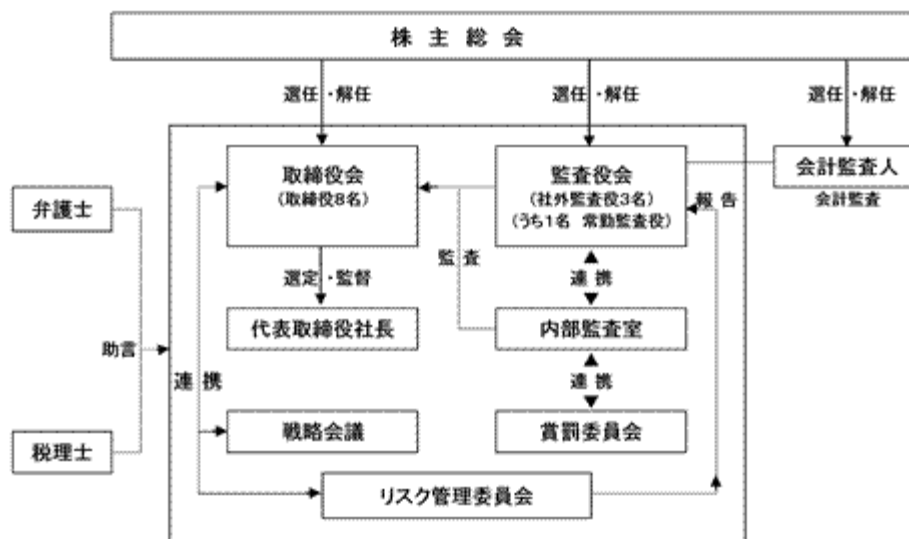 株主総会
選任・解任
選任・解任
選任・解任
取締役会
(取締役8名)
監査役会
(社外監査役3名)
(うち1名 常勤監査役)
会計監査人
会計監査
報告
弁護士
監査
選定・監督
連携
代表取締役社長
内部監査室
助言
連携
連携
税理士
戦略会議
賞罰委員会
リスク管理委員会